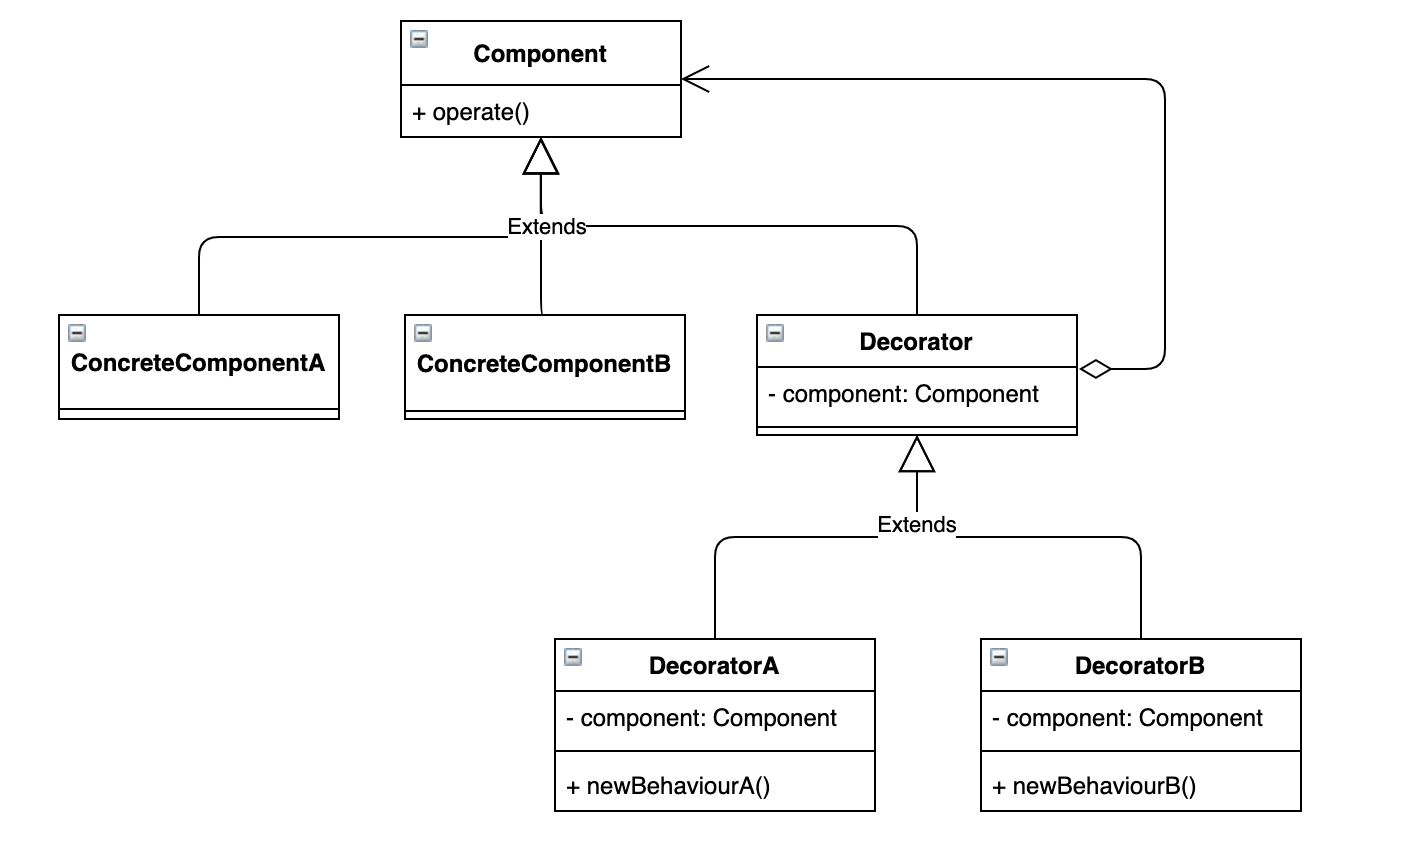 Component
+ operate()
Extends
ConcreteComponentA
ConcreteComponentB
Decorator
- component: Component
Extends
DecoratorA
- component: Component
+ newBehaviourA()
DecoratorB
- component: Component
+ newBehaviourB()